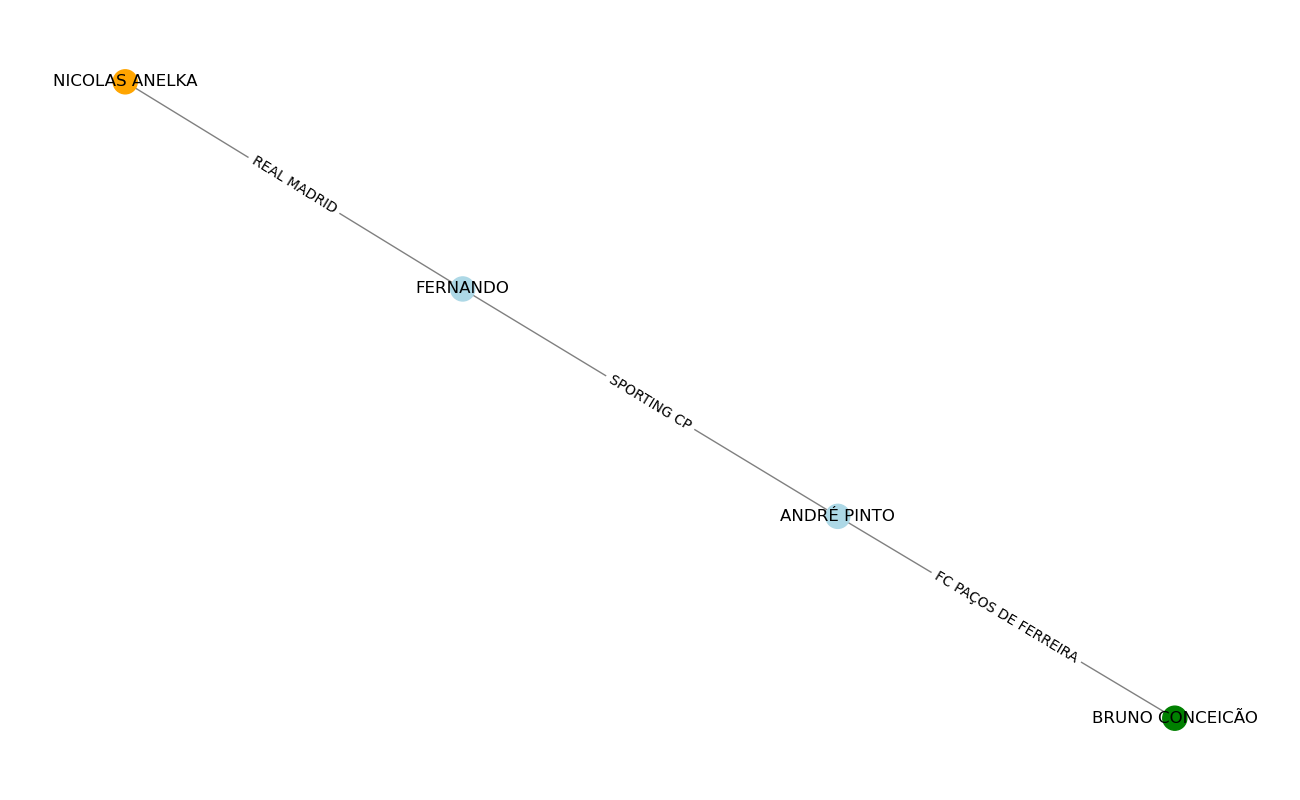 NICOLAS ANELKA
REAL MADRID
FERNANDO
SPORTING CP
ANDRÉ PINTO
FC PAÇOS DE FERREIRA
BRUNO CONCEICÃO